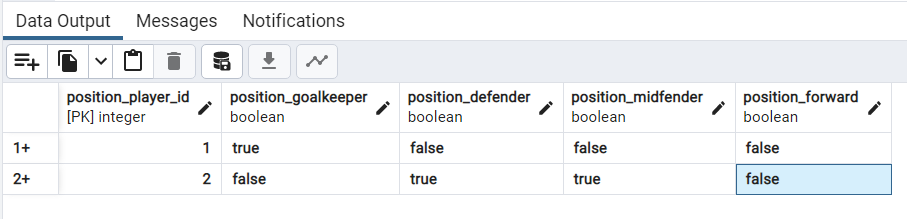 Data Output Messages Notifications
position_player_id position_goalkeeper position_defender position_midfender position_forward
[PK] integer boolean boolean boolean boolean
1+ 1 true false false false
2+ 2 false true true false